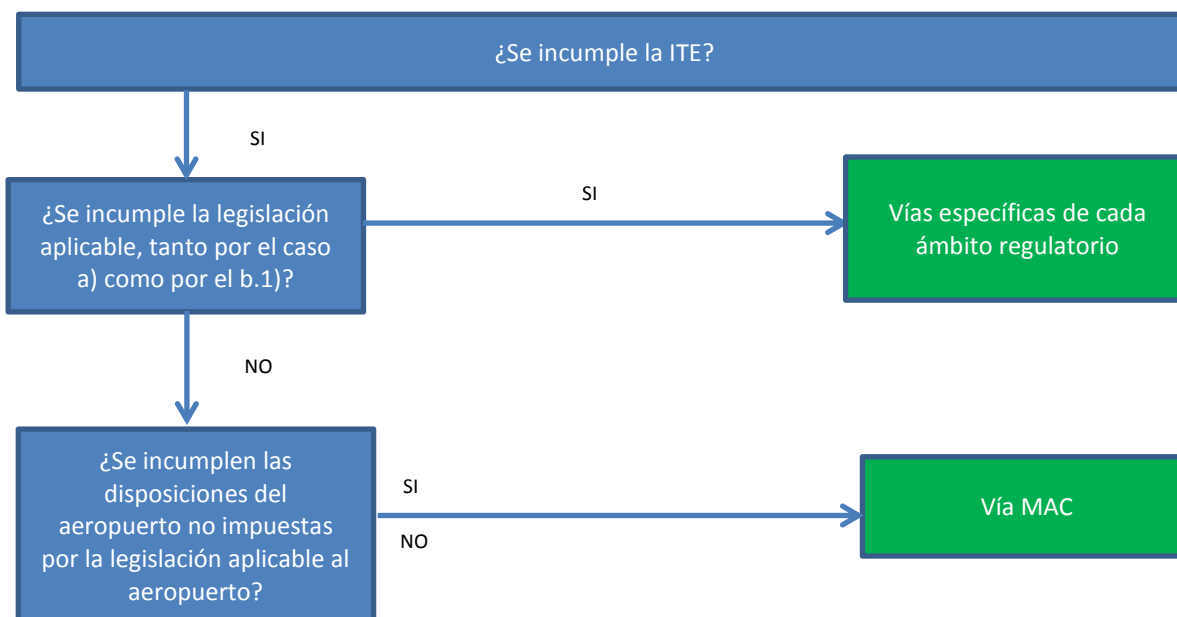 ¿Se incumple la ITE?
SI
¿Se incumple la legislación
aplicable, tanto por el caso
a) como por el b.1)?
SI
Vías específicas de cada
ámbito regulatorio
NO
¿Se incumplen las
disposiciones del
aeropuerto no impuestas
por la legislación aplicable al
aeropuerto?
SI
NO
Vía MAC